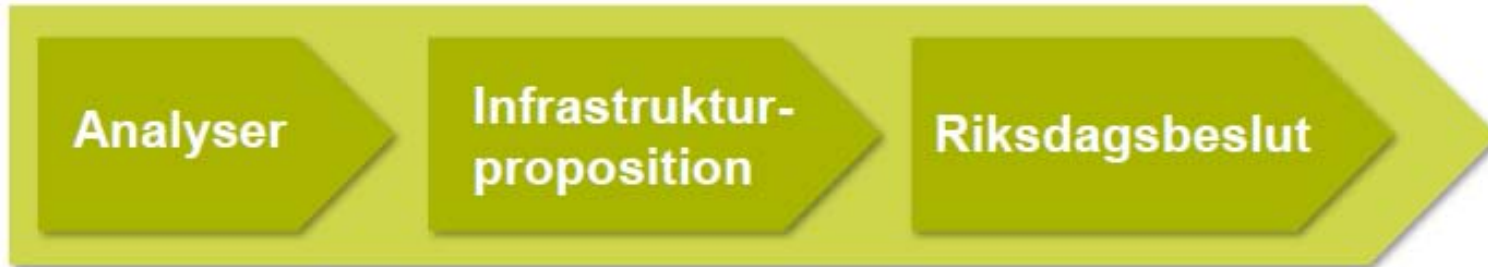 Analyser
Infrastruktur-
proposition
Riksdagsbeslut